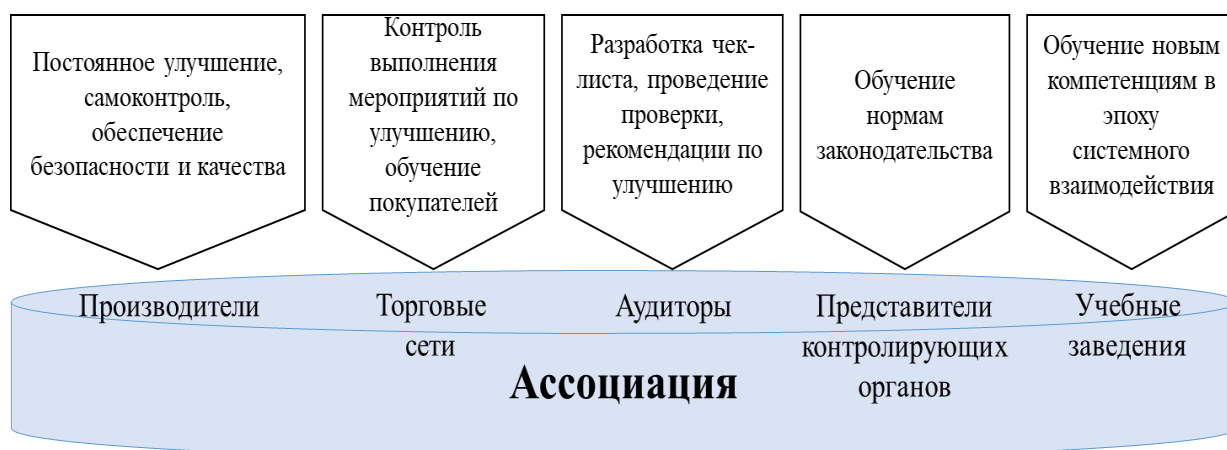 Постоянное улучшение,
самоконтроль,
обеспечение
безопасности и качества
Контроль
выполнения
мероприятий по
улучшению,
обучение
покупателей
Разработка чек-
листа, проведение
проверки,
рекомендации по
улучшению
Обучение
нормам
законодательства
Обучение новым
компетенциям в
эпоху
системного
взаимодействия
Производители
Торговые
сети
Аудиторы
Представители
контролирующих
органов
Учебные
заведения
Ассоциация